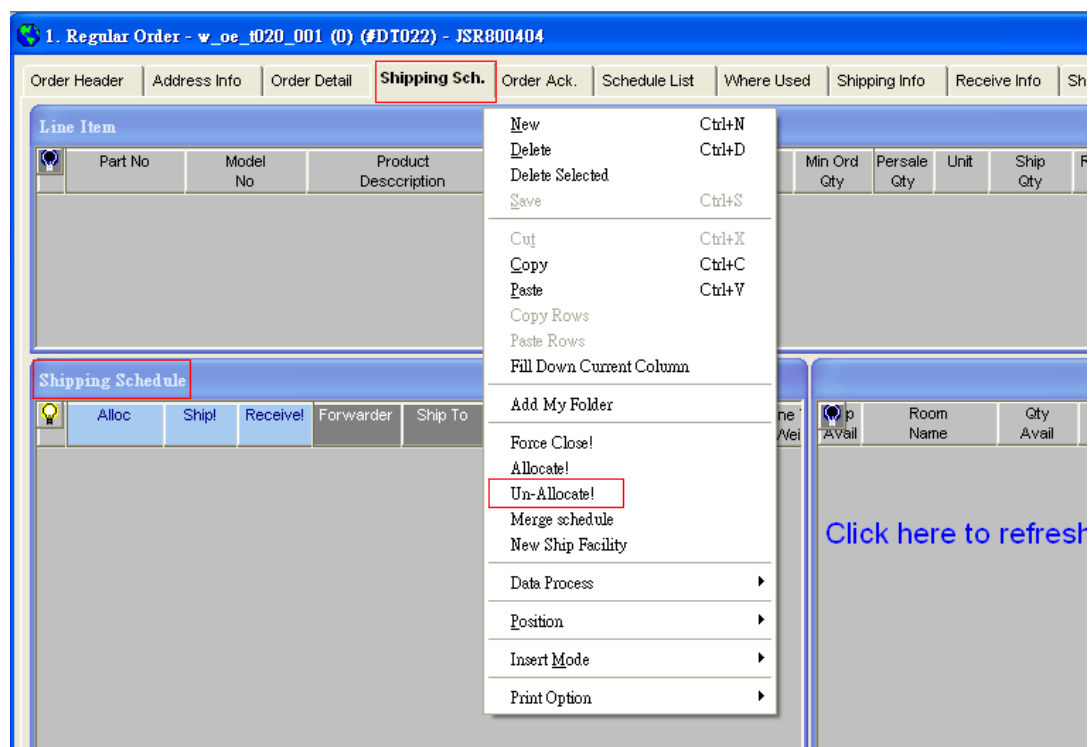 1. Regular Order - w_oe_t020_001 (0) (#DT022) - JSR800404
Order Header Address Info Order Detail Shipping Sch. Order Ack. Schedule List Where Used Shipping Info Receive Info Sh
Line Item
Part No Model No Product Desccription Min Ord Qty Persale Qty Unit Ship Qty R
New Ctrl+N
Delete Ctrl+D
Delete Selected
Save Ctrl+S
Cut Ctrl+X
Copy Ctrl+C
Paste Ctrl+V
Copy Rows
Paste Rows
Fill Down Current Column
Add My Folder
Force Close!
Allocate!
Un-Allocate!
Merge schedule
New Ship Facility
Data Process
Position
Insert Mode
Print Option
Shipping Schedule
Alloc Ship! Receive! Forwarder Ship To
Avail Room Name Qty Avail
Click here to refresh